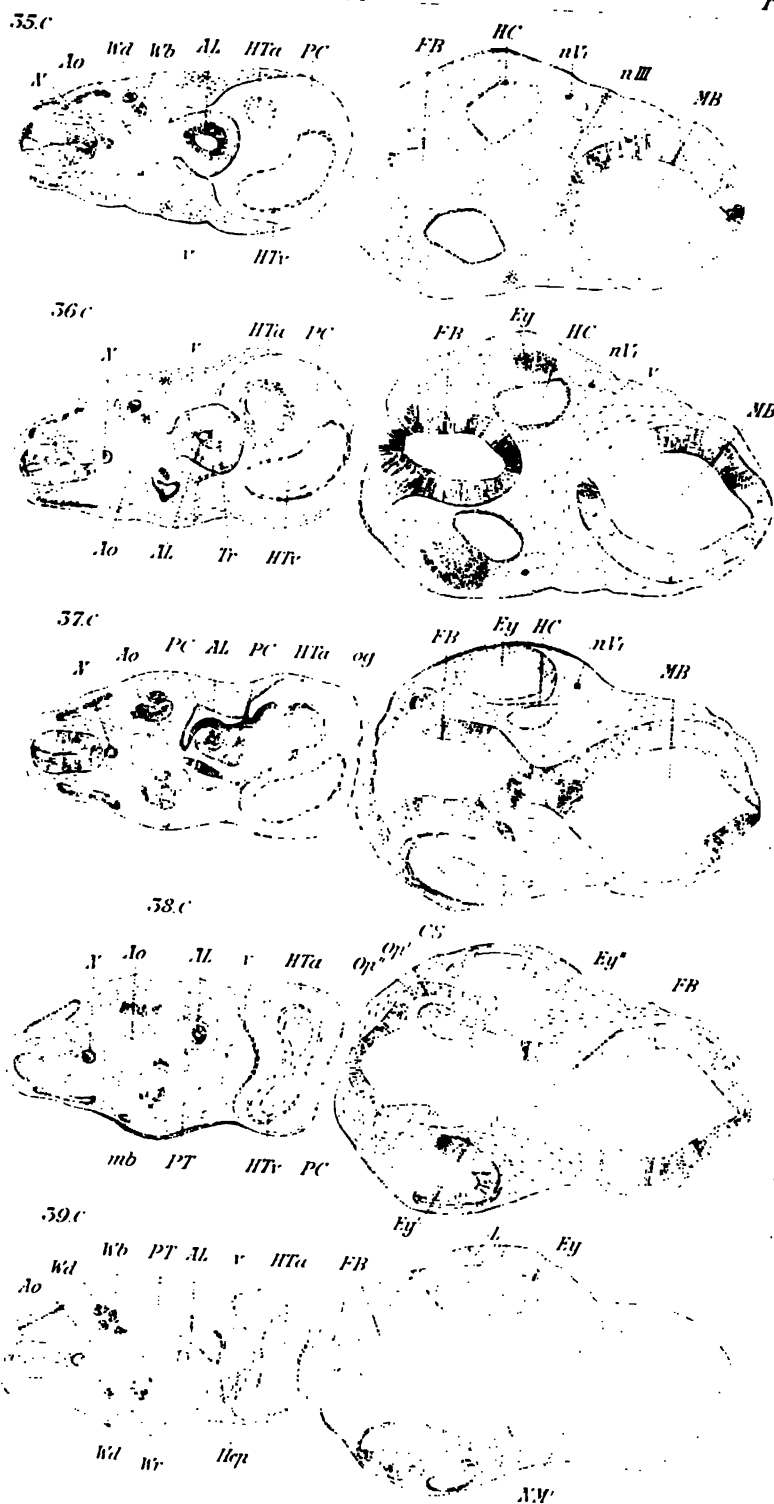 35.c
Ao Wd Wb AL HTa PC
N
FB HC nV₁ nIII MB
v HTv
36.c
N v HTa PC
FB Ey HC nV₁ v MB
Ao AL Tr HTv
37.c
N Ao PC AL PC HTa og
FB Ey HC nV₁ MB
38.c
N Ao AL v HTa
Op" Op' CS Ey" FB
mb PT HTv PC
Ey'
39.c
Ao Wd Wb PT AL v HTa FB L Ey
Wd Wr Hep
NM'